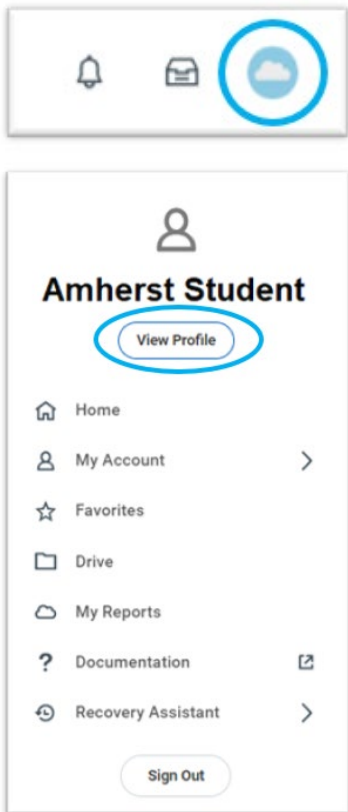 Amherst Student
View Profile
Home
My Account
Favorites
Drive
My Reports
Documentation
Recovery Assistant
Sign Out